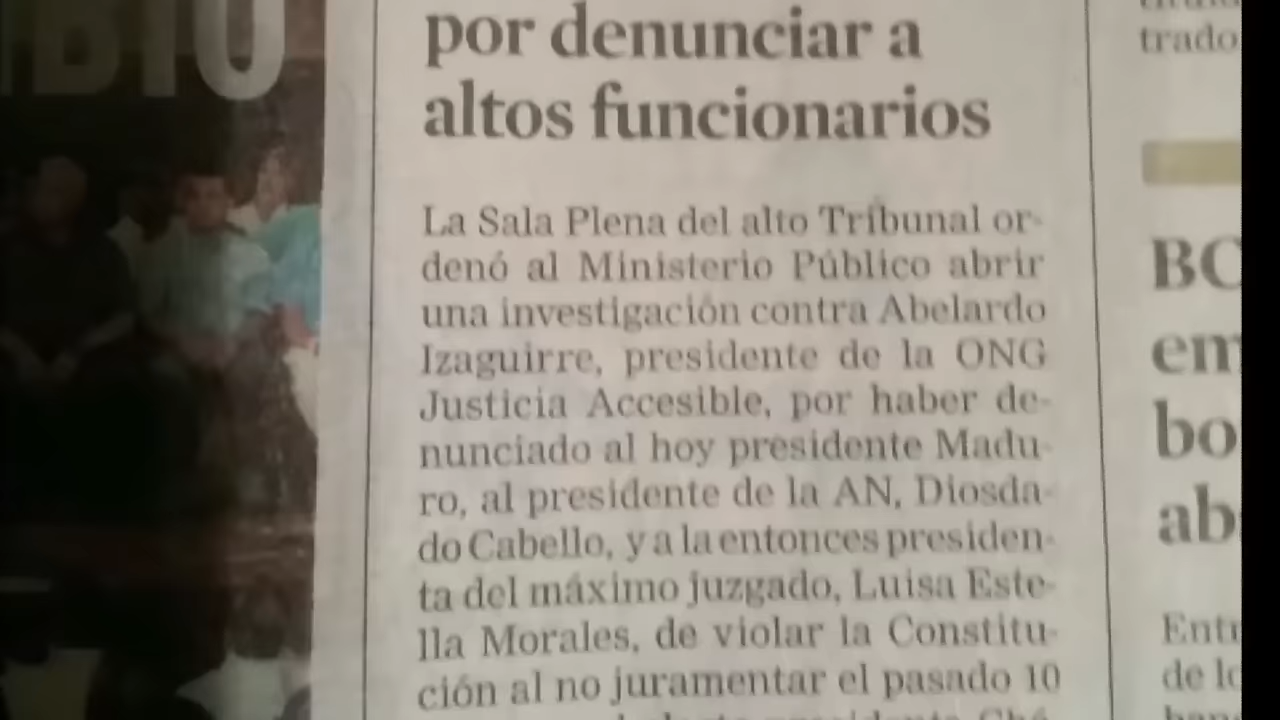 por denunciar a
altos funcionarios
La Sala Plena del alto Tribunal or-
denó al Ministerio Público abrir
una investigación contra Abelardo
Izaguirre, presidente de la ONG
Justicia Accesible, por haber de-
nunciado al hoy presidente Madu-
ro, al presidente de la AN, Diosda-
do Cabello, y a la entonces presiden-
ta del máximo juzgado, Luisa Este-
lla Morales, de violar la Constitu-
ción al no juramentar el pasado 10
trado
BC
em
bo
ab
Entr
de lo